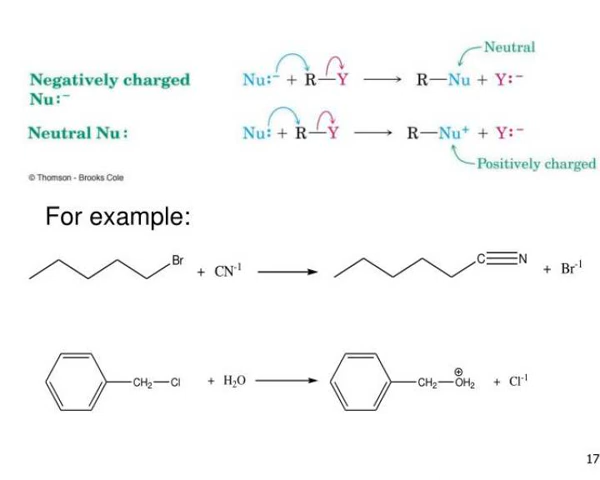 Neutral
Negatively charged Nu:⁻ Nu:⁻ + R—Y ⟶ R—Nu + Y:⁻
Neutral Nu: Nu: + R—Y ⟶ R—Nu⁺ + Y:⁻
Positively charged
© Thomson - Brooks Cole
For example:
Br + CN⁻¹ ⟶ C≡N + Br⁻¹
CH₂—Cl + H₂O ⟶ CH₂—⊕OH₂ + Cl⁻¹
17